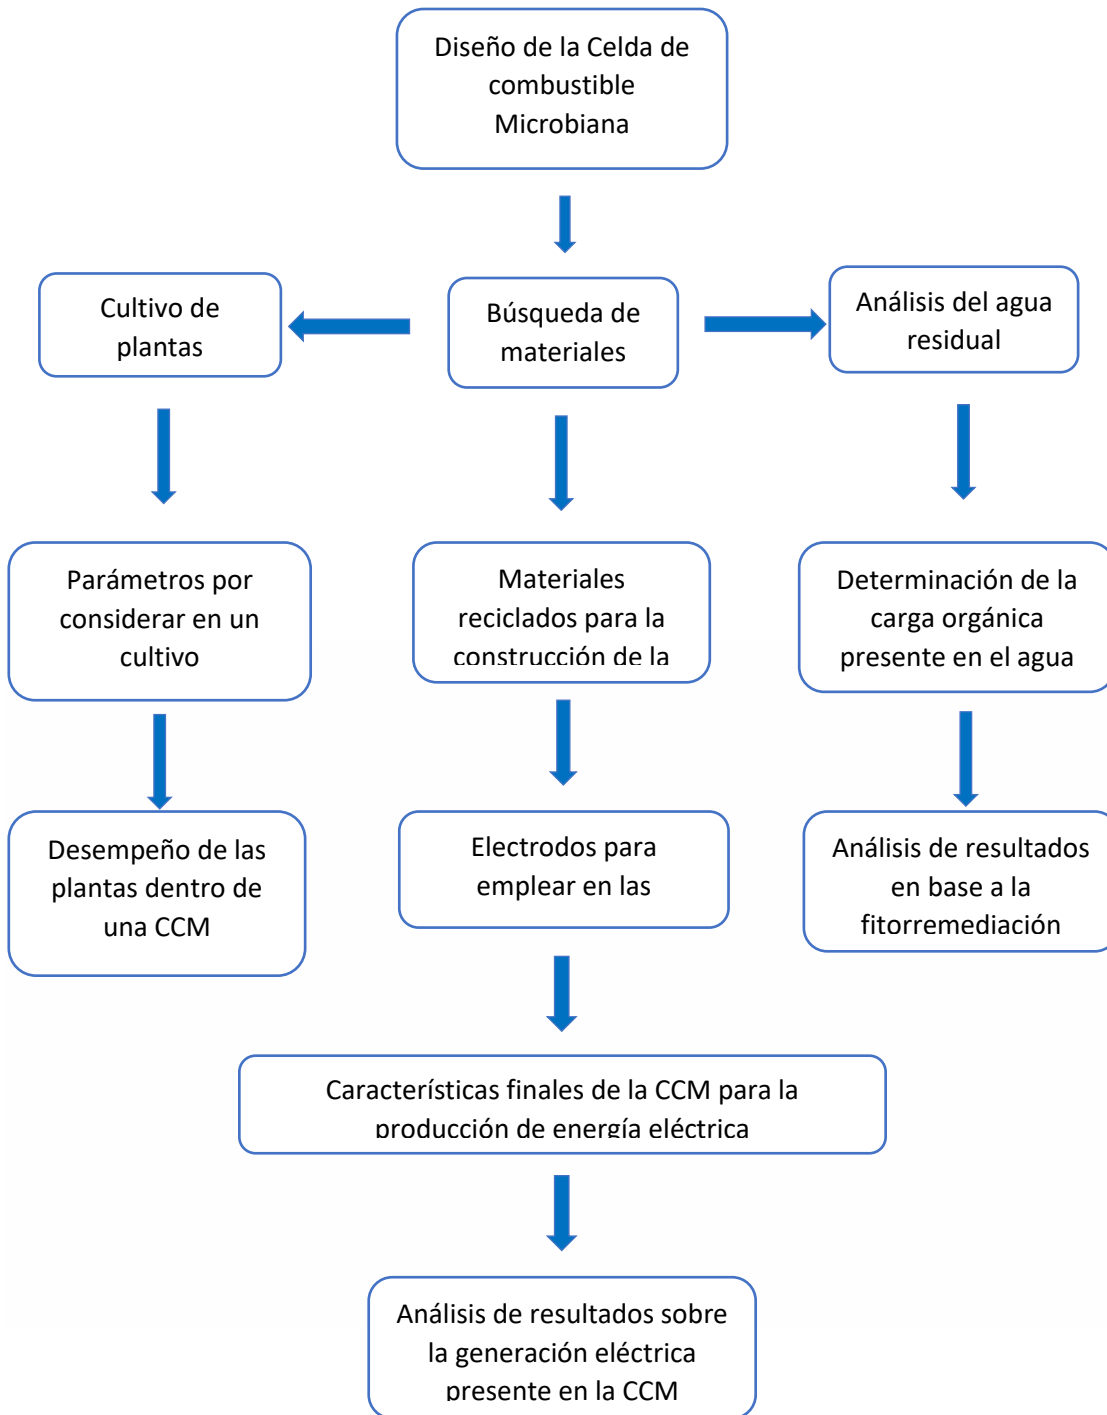 Diseño de la Celda de
combustible
Microbiana
Cultivo de
plantas
Búsqueda de
materiales
Análisis del agua
residual
Parámetros por
considerar en un
cultivo
Materiales
reciclados para la
construcción de la
Determinación de la
carga orgánica
presente en el agua
Desempeño de las
plantas dentro de
una CCM
Electrodos para
emplear en las
Análisis de resultados
en base a la
fitorremediación
Características finales de la CCM para la
producción de energía eléctrica
Análisis de resultados sobre
la generación eléctrica
presente en la CCM